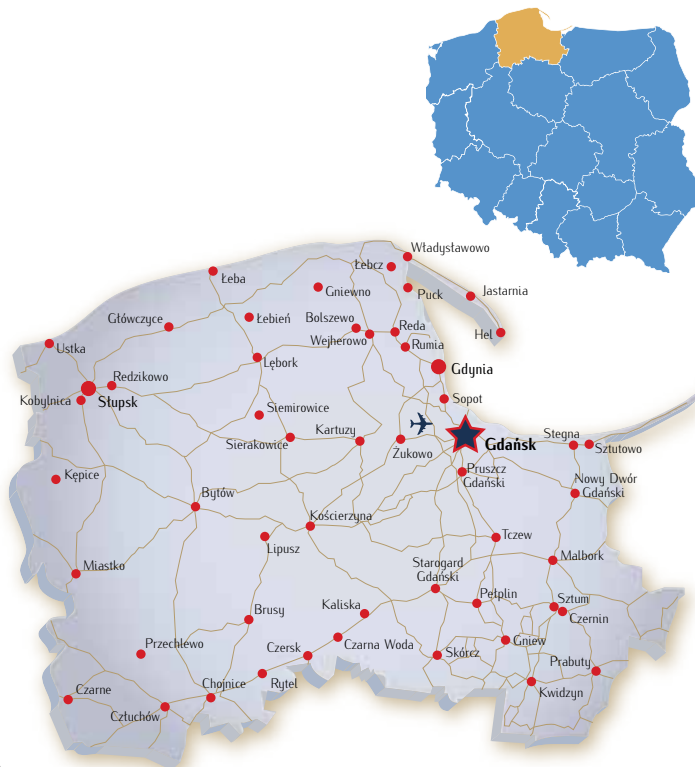 Władysławowo
Łebcz
Łeba
Gniewno
Puck
Jastarnia
Główczyce
Łebień
Bolszewo
Reda
Hel
Wejherowo
Rumia
Ustka
Lębork
Gdynia
Redzikowo
Kobylnica
Słupsk
Sopot
Siemirowice
Kartuzy
Sierakowice
Żukowo
Gdańsk
Stegna
Sztutowo
Kępice
Pruszcz
Gdański
Nowy Dwór
Gdański
Bytów
Kościerzyna
Lipusz
Tczew
Miastko
Starogard
Gdański
Malbork
Pelplin
Brusy
Kaliska
Sztum
Czernin
Przechlewo
Czersk
Czarna Woda
Skórcz
Gniew
Prabuty
Czarne
Chojnice
Rytel
Kwidzyn
Człuchów